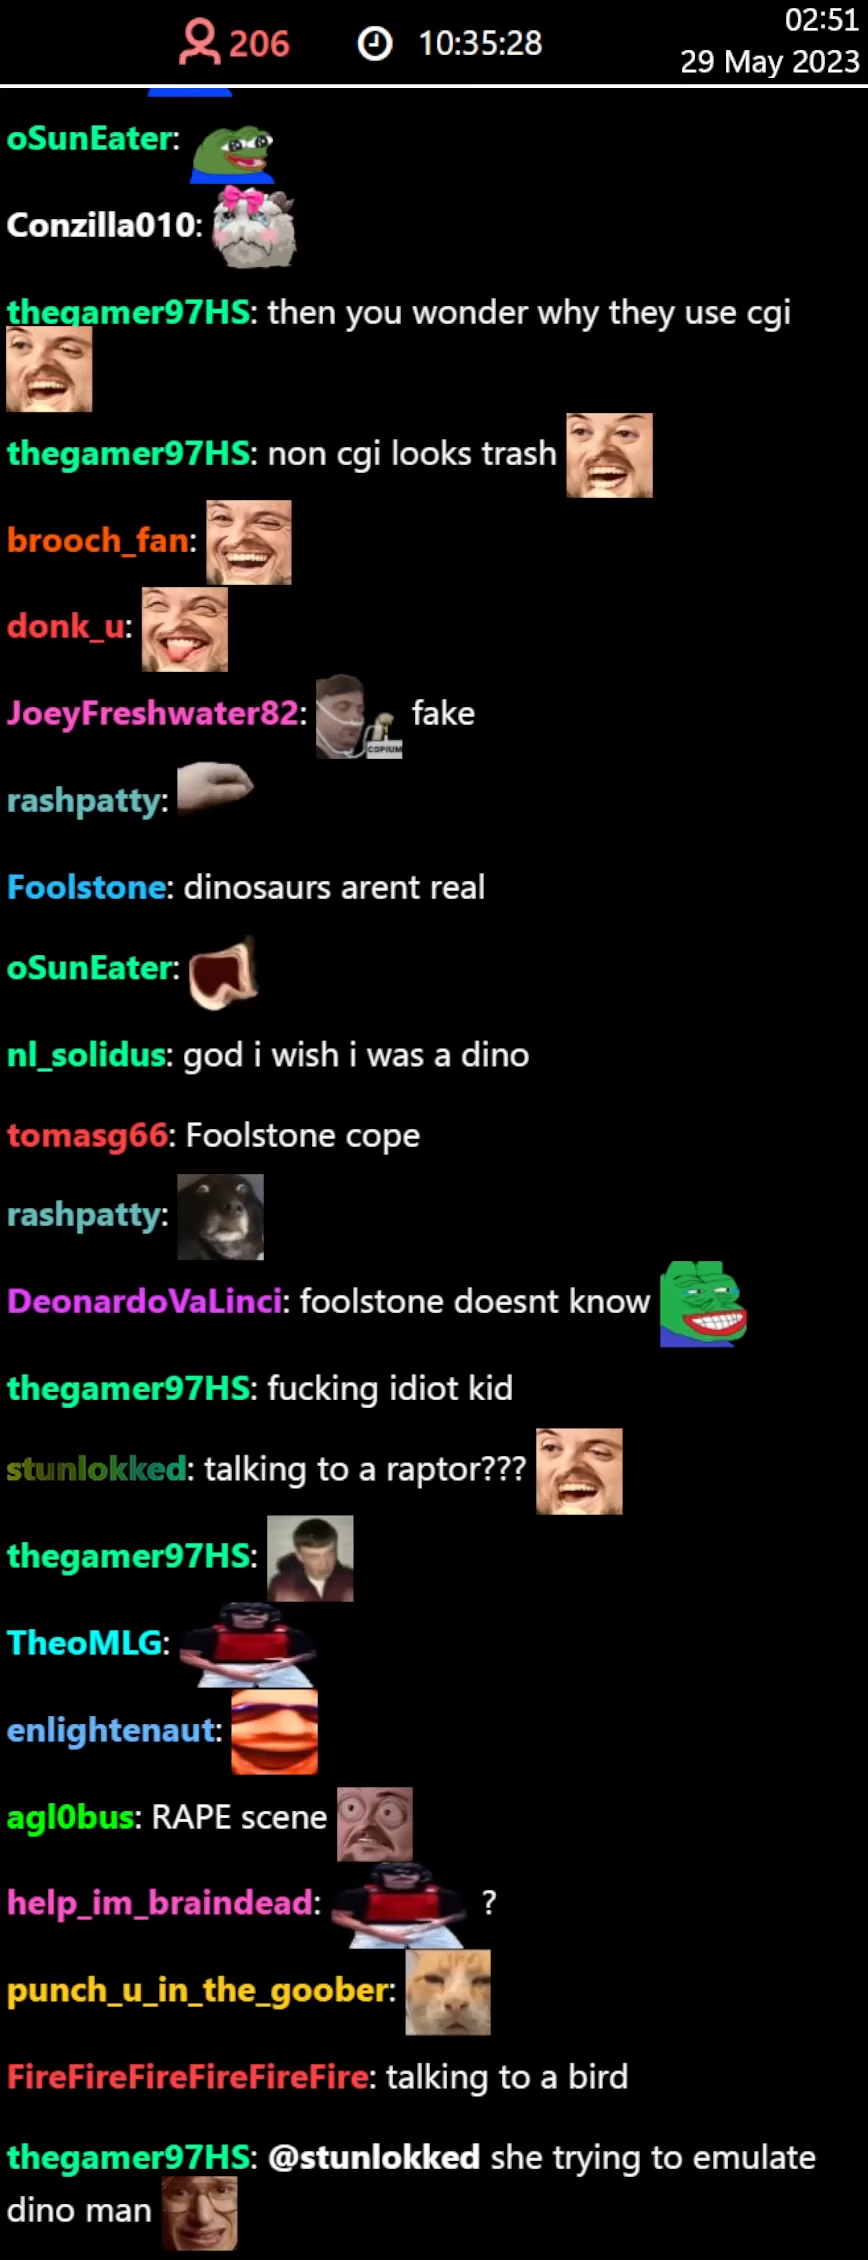 206
10:35:28
02:51
29 May 2023
oSunEater:
Conzilla010:
thegamer97HS: then you wonder why they use cgi
thegamer97HS: non cgi looks trash
brooch_fan:
donk_u:
JoeyFreshwater82: COPIUM fake
rashpatty:
Foolstone: dinosaurs arent real
oSunEater:
nl_solidus: god i wish i was a dino
tomasg66: Foolstone cope
rashpatty:
DeonardoVaLinci: foolstone doesnt know
thegamer97HS: fucking idiot kid
stunlokked: talking to a raptor???
thegamer97HS:
TheoMLG:
enlightenaut:
agl0bus: RAPE scene
help_im_braindead: ?
punch_u_in_the_goober:
FireFireFireFireFireFire: talking to a bird
thegamer97HS: @stunlokked she trying to emulate
dino man